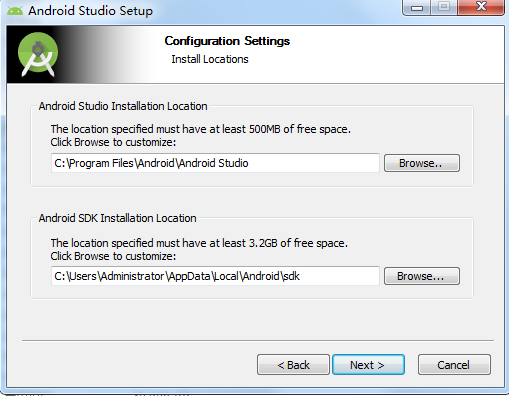 Android Studio Setup
Configuration Settings
Install Locations
Android Studio Installation Location
The location specified must have at least 500MB of free space.
Click Browse to customize:
C:\Program Files\Android\Android Studio
Browse..
Android SDK Installation Location
The location specified must have at least 3.2GB of free space.
Click Browse to customize:
C:\Users\Administrator\AppData\Local\Android\sdk
Browse...
< Back
Next >
Cancel